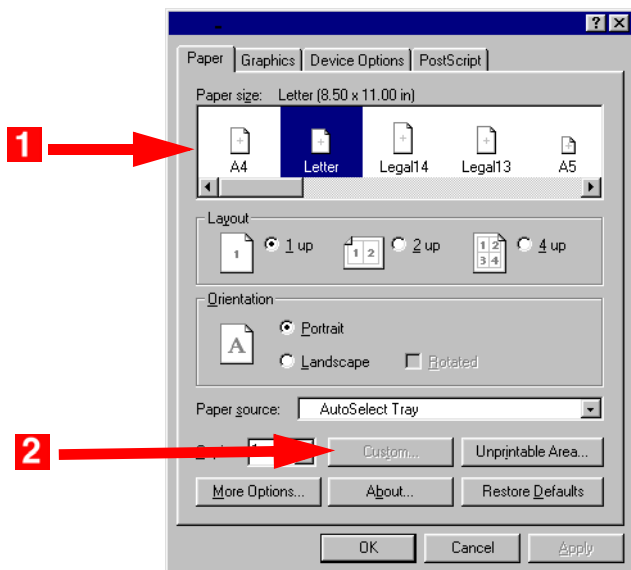 Paper Graphics Device Options PostScript
Paper size: Letter (8.50 x 11.00 in)
1
A4 Letter Legal14 Legal13 A5
Layout
1 1 up 1 2 2 up 1 2 3 4 4 up
Orientation
A Portrait
Landscape Rotated
Paper source: AutoSelect Tray
2 Custom... Unprintable Area...
More Options... About... Restore Defaults
OK Cancel Apply